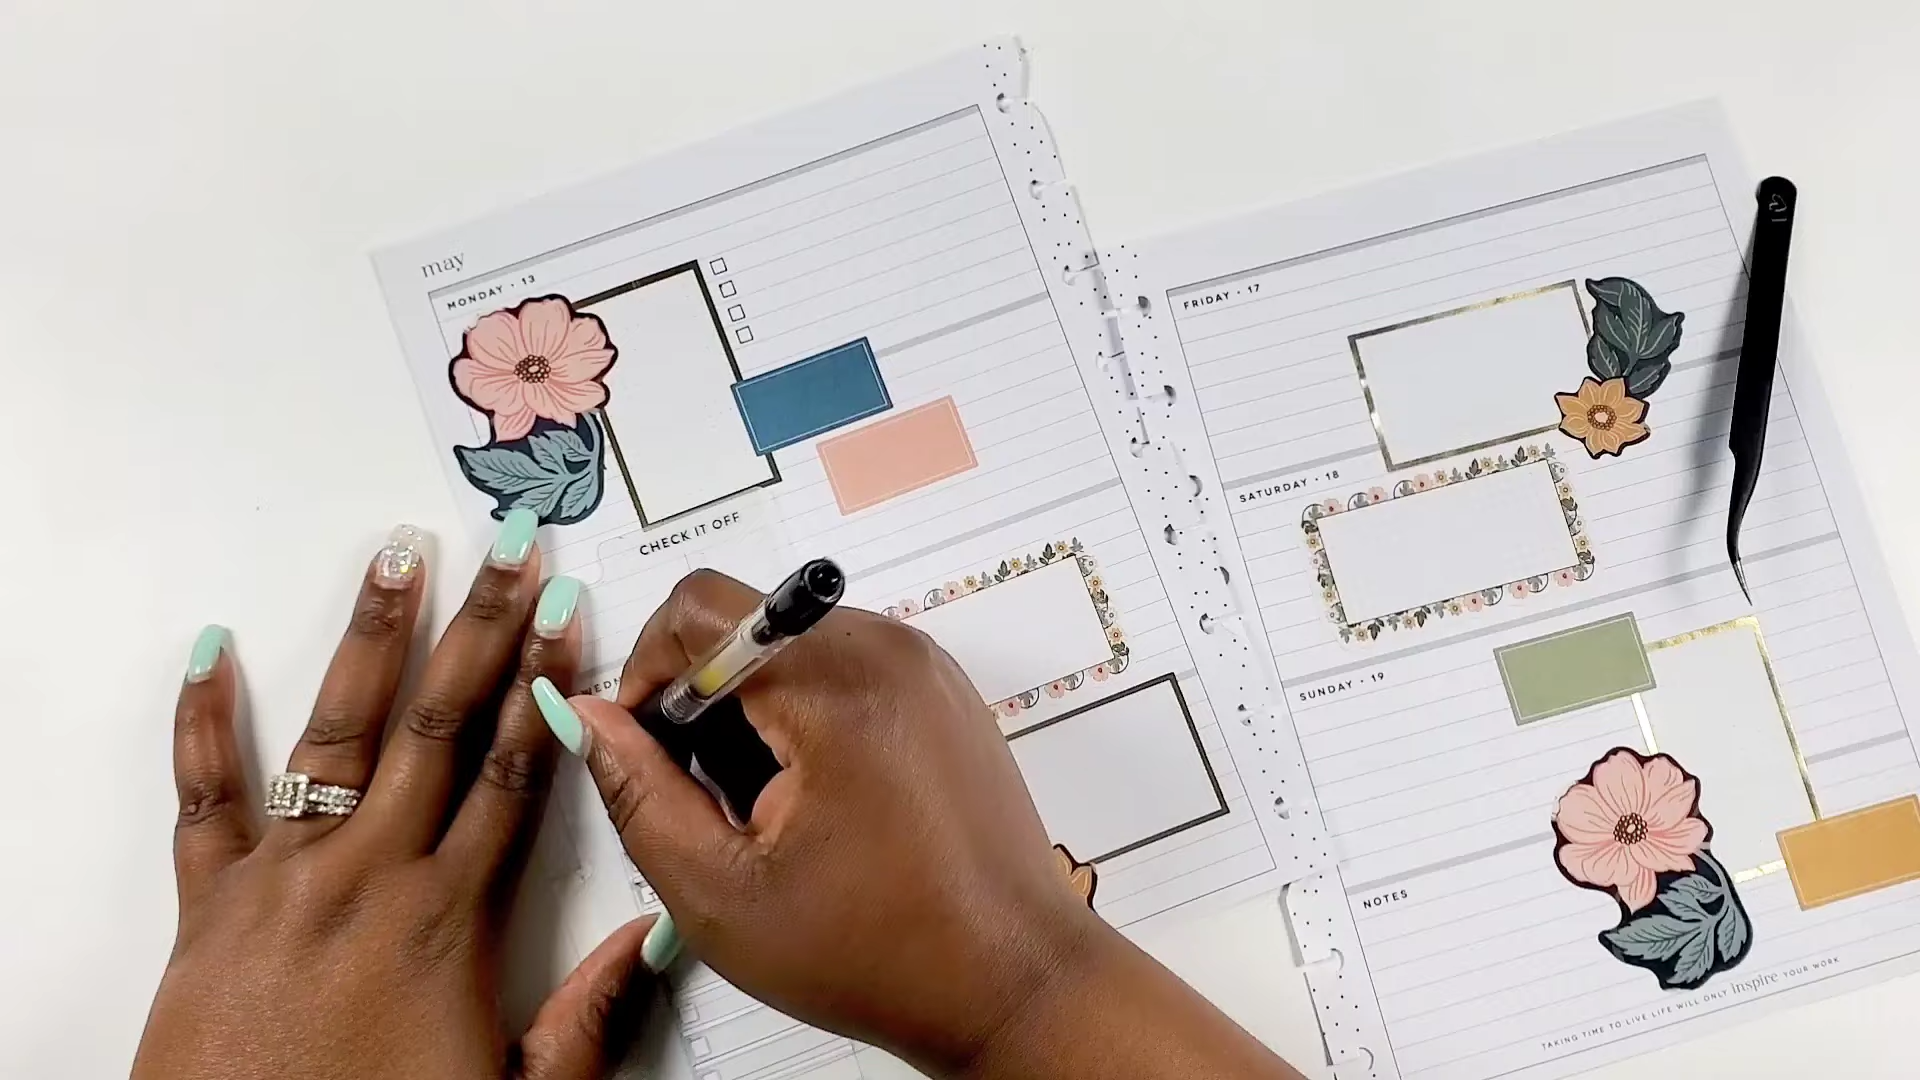 may
MONDAY • 13
CHECK IT OFF
FRIDAY • 17
SATURDAY • 18
SUNDAY • 19
NOTES
TAKING TIME TO LIVE LIFE WILL ONLY inspire YOUR WORK